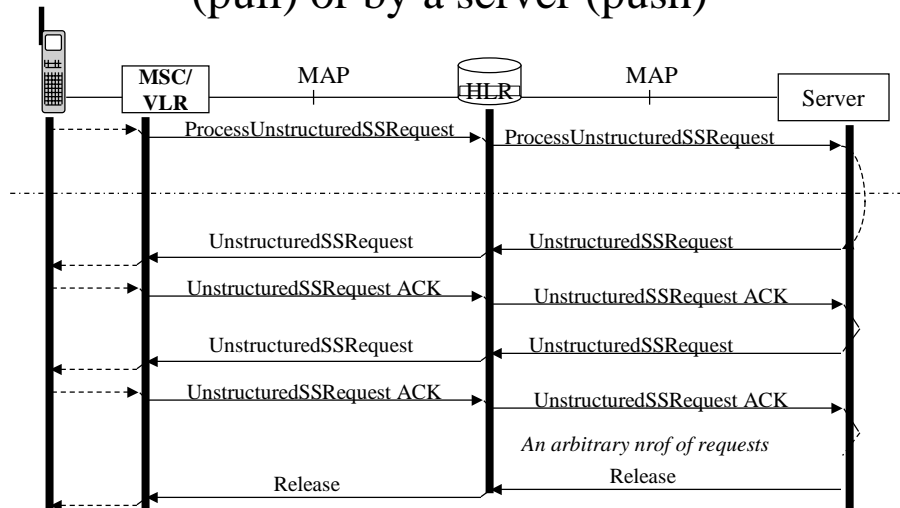 (pull) or by a server (push)
MSC/
VLR
MAP
HLR
MAP
Server
ProcessUnstructuredSSRequest
ProcessUnstructuredSSRequest
UnstructuredSSRequest
UnstructuredSSRequest
UnstructuredSSRequest ACK
UnstructuredSSRequest ACK
UnstructuredSSRequest
UnstructuredSSRequest
UnstructuredSSRequest ACK
UnstructuredSSRequest ACK
An arbitrary nrof of requests
Release
Release